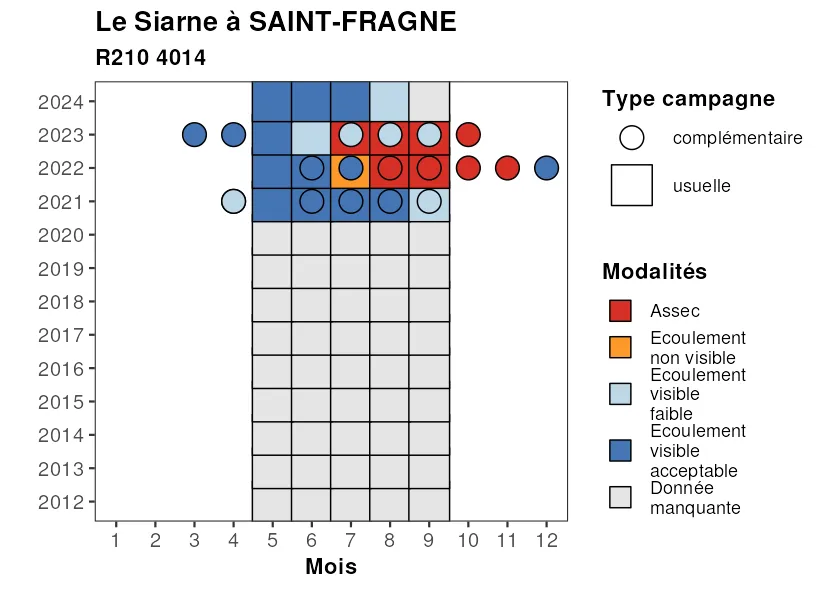 Le Siarne à SAINT-FRAGNE
R210 4014
2024
2023
2022
2021
2020
2019
2018
2017
2016
2015
2014
2013
2012
1 2 3 4 5 6 7 8 9 10 11 12
Mois
Type campagne
complémentaire
usuelle
Modalités
Assec
Ecoulement
non visible
Ecoulement
visible
faible
Ecoulement
visible
acceptable
Donnée
manquante